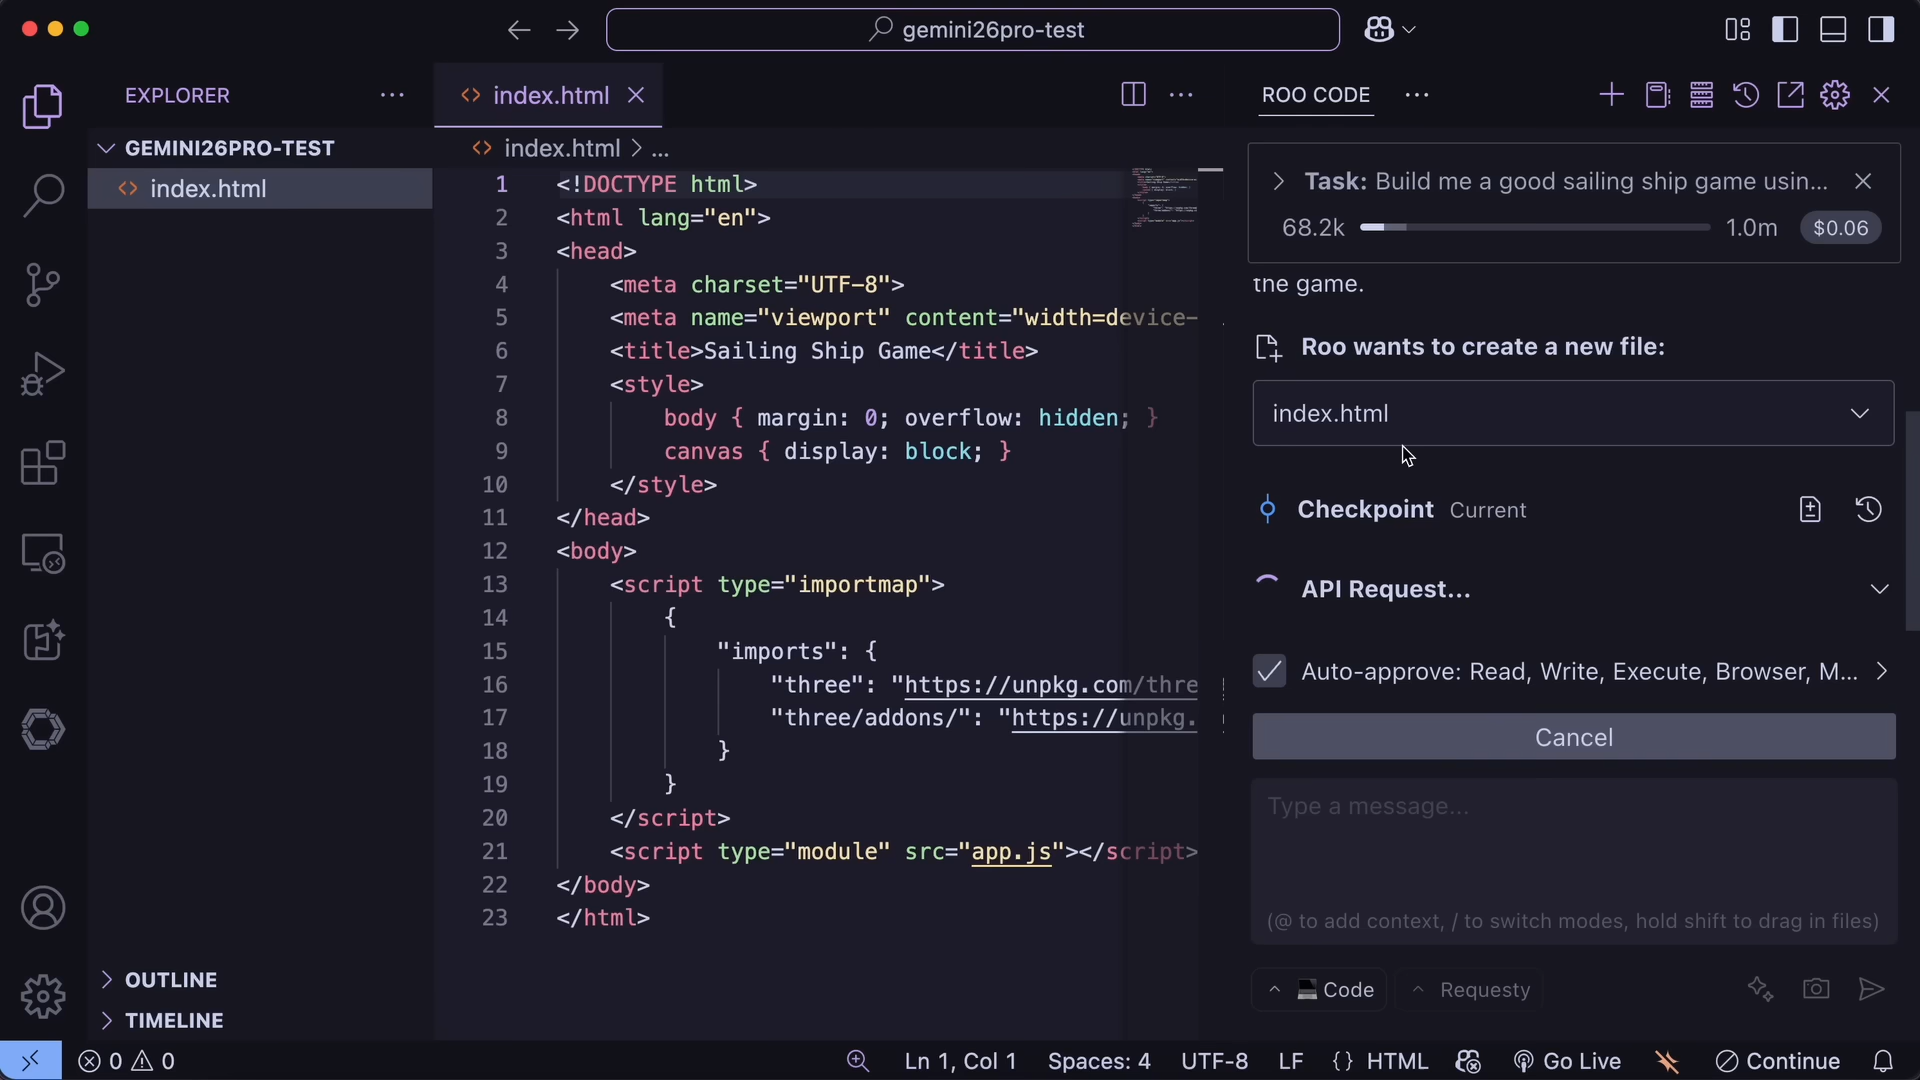 gemini26pro-test
EXPLORER
GEMINI26PRO-TEST
index.html
OUTLINE
TIMELINE
index.html
index.html > ...
1 <!DOCTYPE html>
2 <html lang="en">
3 <head>
4 <meta charset="UTF-8">
5 <meta name="viewport" content="width=device-
6 <title>Sailing Ship Game</title>
7 <style>
8 body { margin: 0; overflow: hidden; }
9 canvas { display: block; }
10 </style>
11 </head>
12 <body>
13 <script type="importmap">
14 {
15 "imports": {
16 "three": "https://unpkg.com/thre
17 "three/addons/": "https://unpkg.
18 }
19 }
20 </script>
21 <script type="module" src="app.js"></script>
22 </body>
23 </html>
ROO CODE
Task: Build me a good sailing ship game usin...
68.2k 1.0m $0.06
the game.
Roo wants to create a new file:
index.html
Checkpoint Current
API Request...
Auto-approve: Read, Write, Execute, Browser, M...
Cancel
Type a message...
(@ to add context, / to switch modes, hold shift to drag in files)
Code Requesty
0 0 Ln 1, Col 1 Spaces: 4 UTF-8 LF {} HTML Go Live Continue